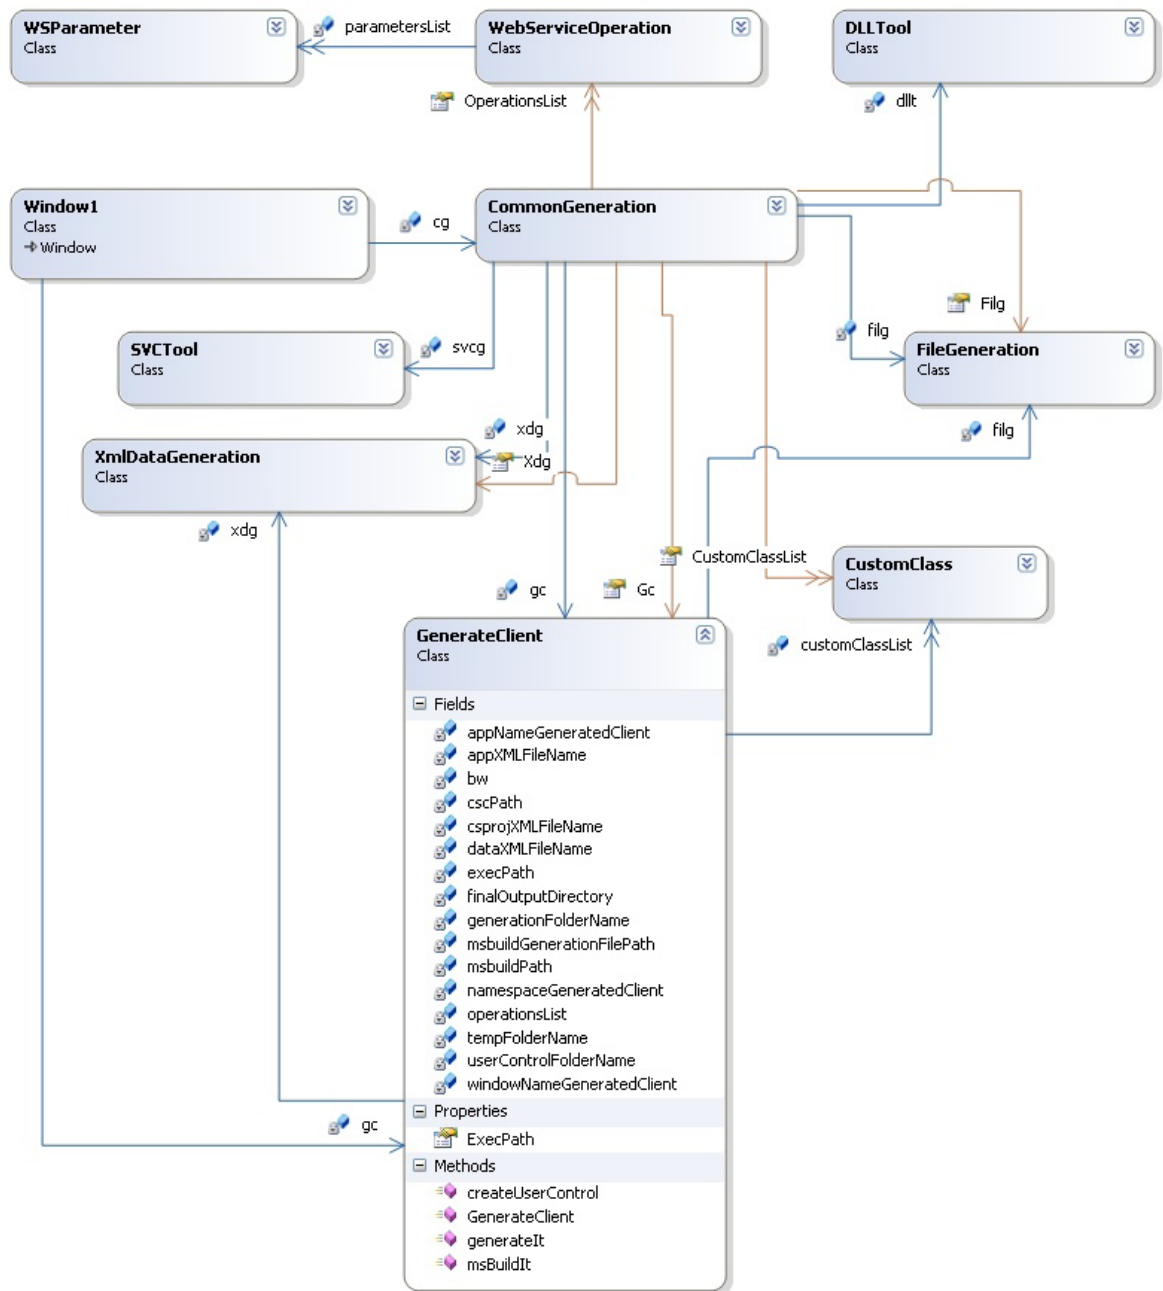 WSParameter
Class
parametersList
WebServiceOperation
Class
DLLTool
Class
OperationsList
dllt
Window1
Class
Window
cg
CommonGeneration
Class
Filg
filg
SVCTool
Class
svcg
FileGeneration
Class
filg
xdg
Xdg
XmlDataGeneration
Class
xdg
CustomClassList
CustomClass
Class
gc
Gc
customClassList
GenerateClient
Class
Fields
appNameGeneratedClient
appXMLFileName
bw
cscPath
csprojXMLFileName
dataXMLFileName
execPath
finalOutputDirectory
generationFolderName
msbuildGenerationFilePath
msbuildPath
namespaceGeneratedClient
operationsList
tempFolderName
userControlFolderName
windowNameGeneratedClient
Properties
gc
ExecPath
Methods
createUserControl
GenerateClient
generateIt
msBuildIt